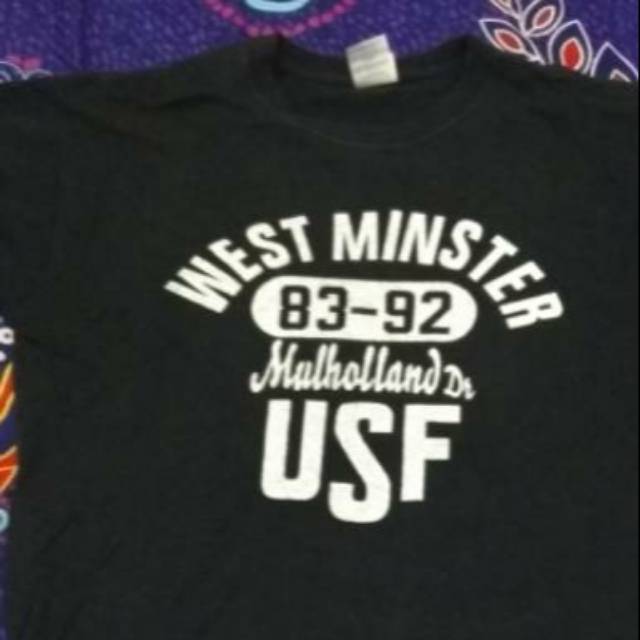 WEST MINSTER
83-92
Mulholland Dr
USF